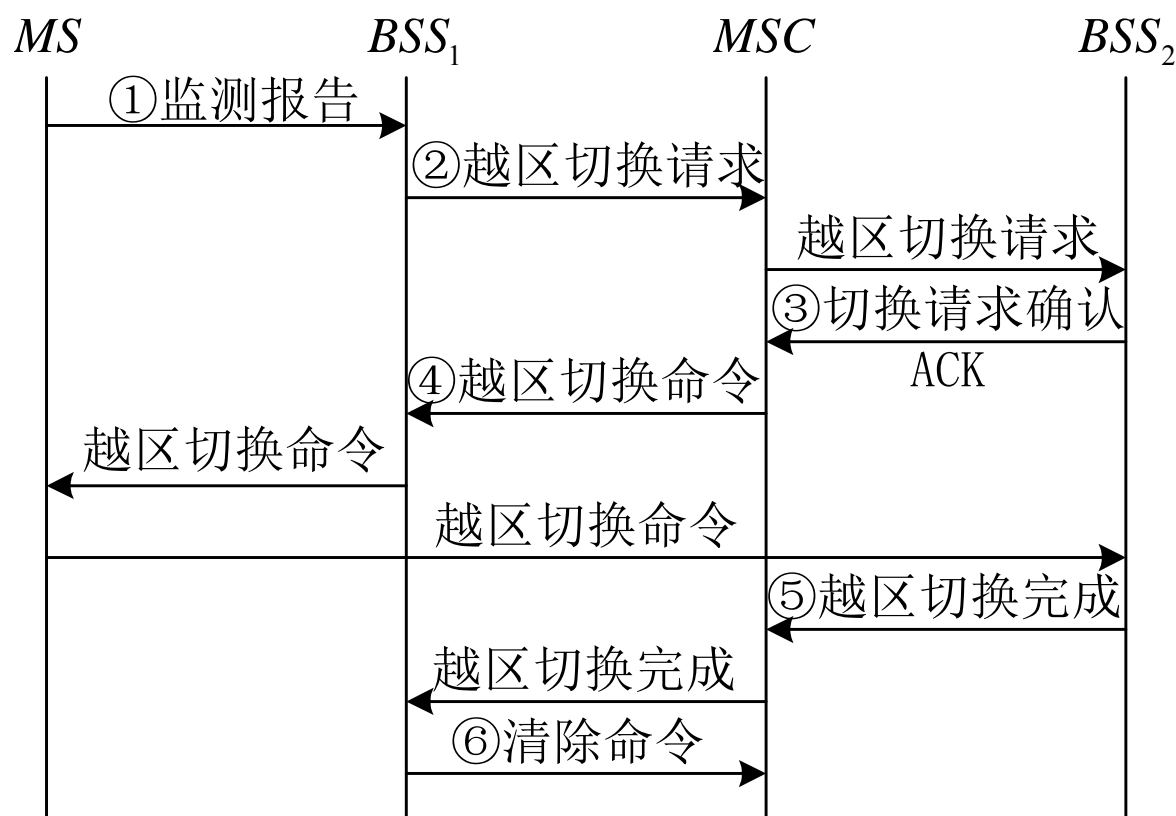 MS BSS₁ MSC BSS₂
①监测报告
②越区切换请求
越区切换请求
③切换请求确认
ACK
④越区切换命令
越区切换命令
越区切换命令
⑤越区切换完成
越区切换完成
⑥清除命令